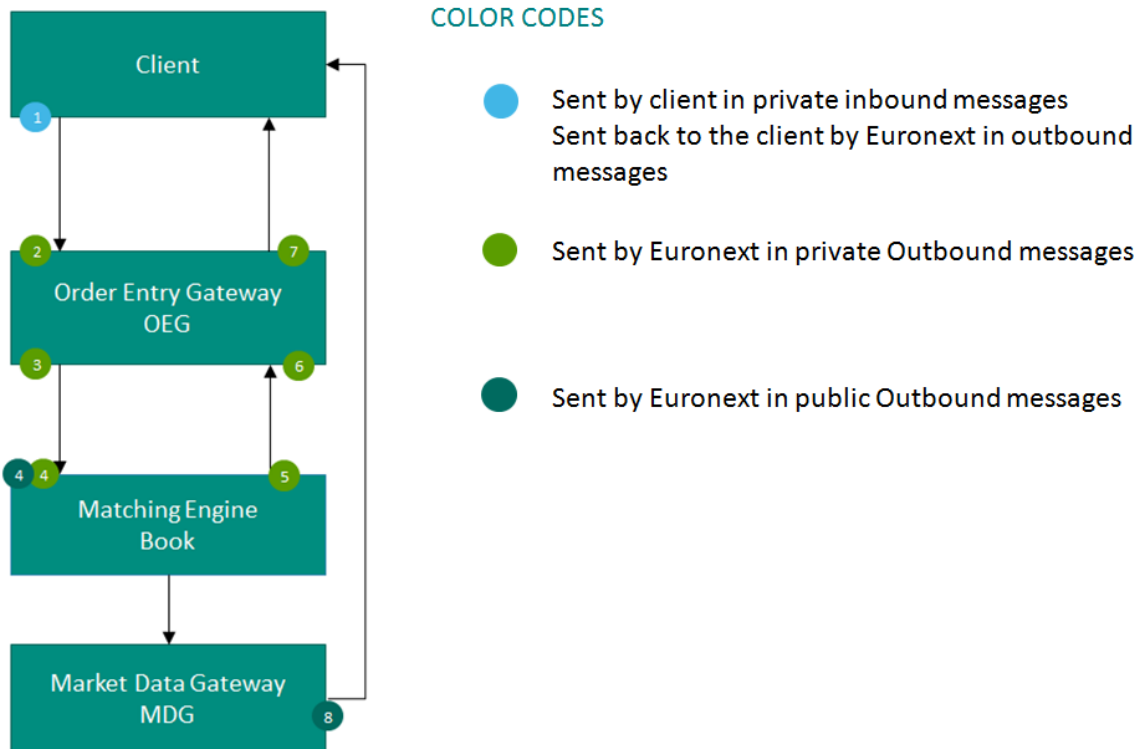 COLOR CODES
Client
1
Sent by client in private inbound messages
Sent back to the client by Euronext in outbound
messages
2
7
Order Entry Gateway
OEG
3
6
Sent by Euronext in private Outbound messages
4
4
5
Matching Engine
Book
Sent by Euronext in public Outbound messages
Market Data Gateway
MDG
8